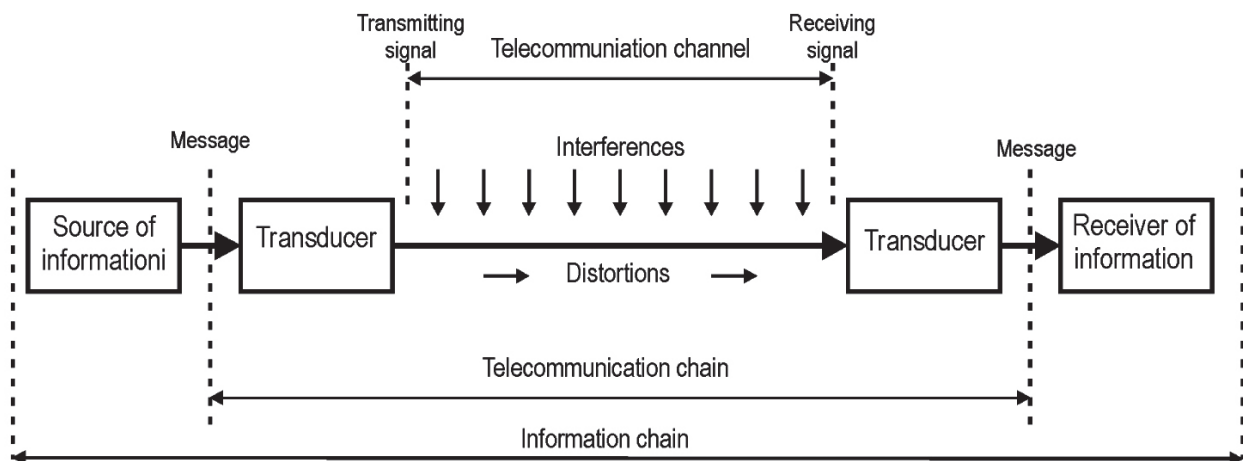 Transmitting
signal
Telecommuniation channel
Receiving
signal
Message
Interferences
Message
Source of
informationi
Transducer
Transducer
Receiver of
information
Distortions
Telecommunication chain
Information chain